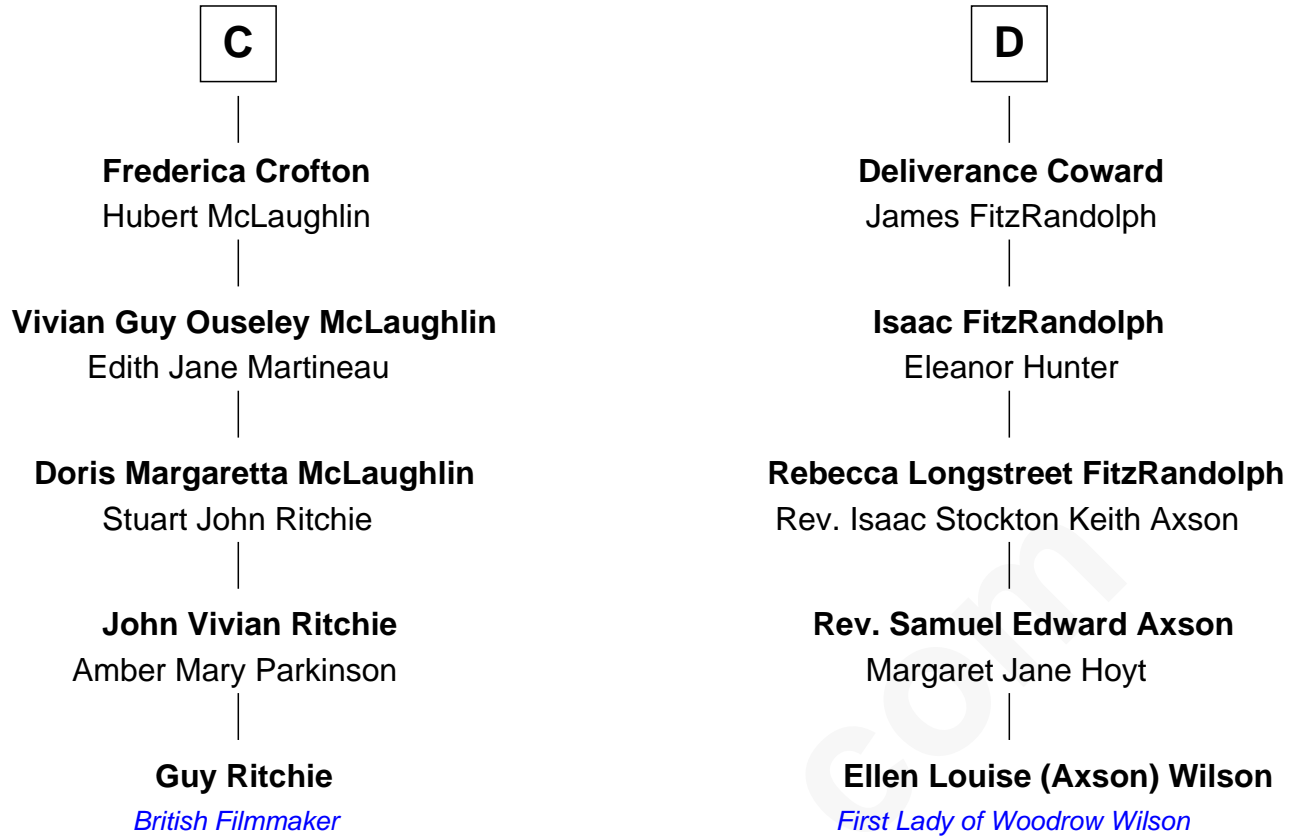 C
Frederica Crofton
Hubert McLaughlin
Vivian Guy Ouseley McLaughlin
Edith Jane Martineau
Doris Margaretta McLaughlin
Stuart John Ritchie
John Vivian Ritchie
Amber Mary Parkinson
Guy Ritchie
British Filmmaker
D
Deliverance Coward
James FitzRandolph
Isaac FitzRandolph
Eleanor Hunter
Rebecca Longstreet FitzRandolph
Rev. Isaac Stockton Keith Axson
Rev. Samuel Edward Axson
Margaret Jane Hoyt
Ellen Louise (Axson) Wilson
First Lady of Woodrow Wilson
com